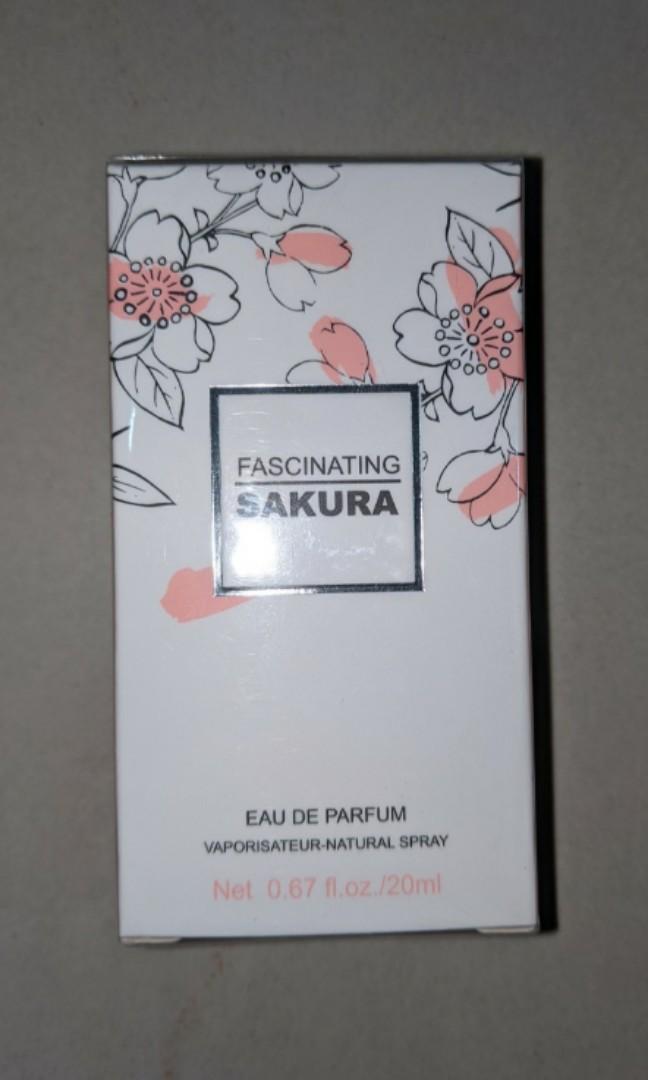 FASCINATING
SAKURA
EAU DE PARFUM
VAPORISATEUR-NATURAL SPRAY
Net 0.67 fl.oz./20ml